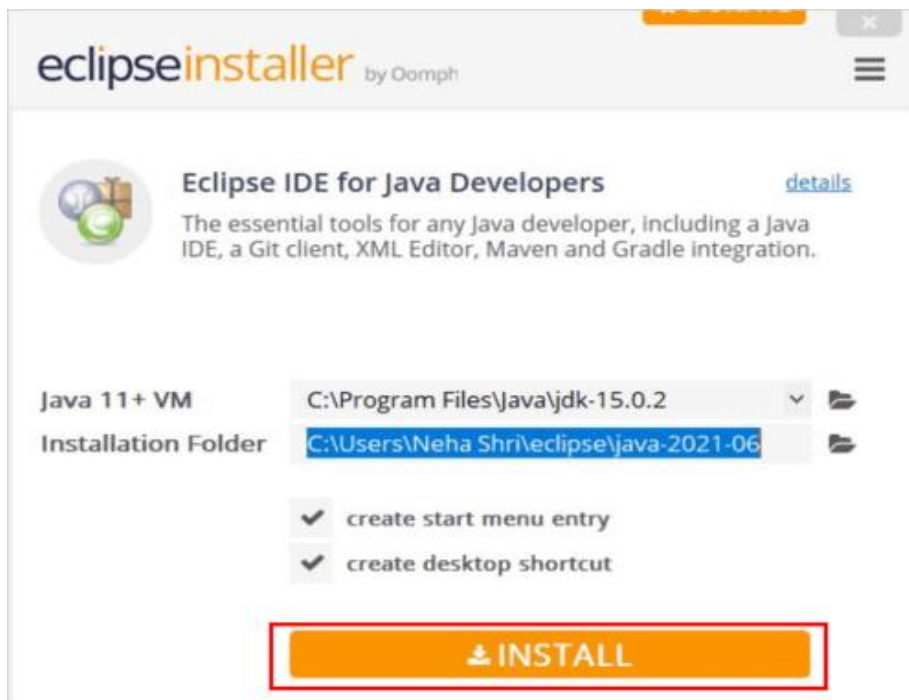 eclipseinstaller by Oomph
Eclipse IDE for Java Developers details
The essential tools for any Java developer, including a Java
IDE, a Git client, XML Editor, Maven and Gradle integration.
Java 11+ VM C:\Program Files\Java\jdk-15.0.2
Installation Folder C:\Users\Neha Shri\eclipse\java-2021-06
create start menu entry
create desktop shortcut
INSTALL